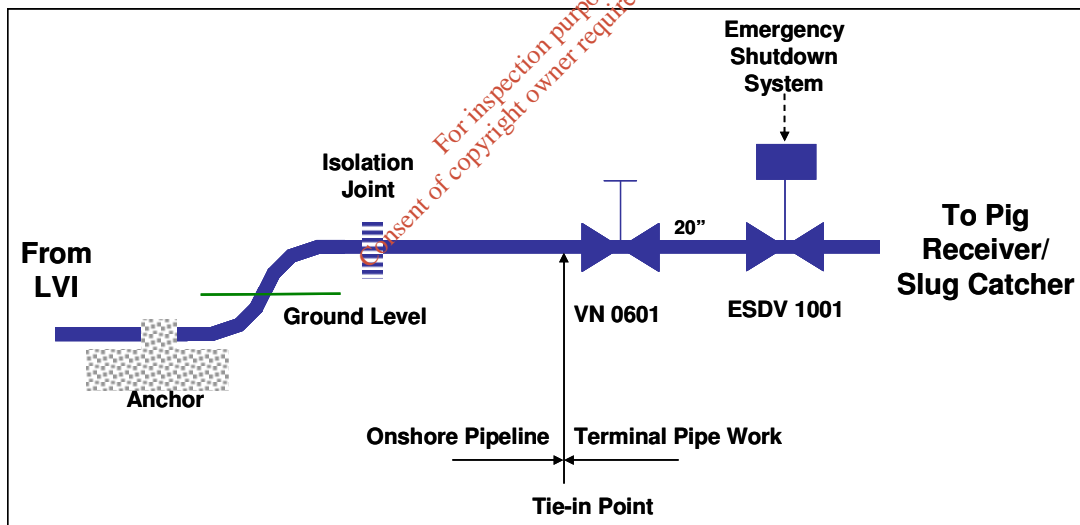 For inspection purpo
Consent of copyright owner require
Emergency
Shutdown
System
Isolation
Joint
From
LVI
20”
To Pig
Receiver/
Slug Catcher
Ground Level
VN 0601
ESDV 1001
Anchor
Onshore Pipeline
Terminal Pipe Work
Tie-in Point